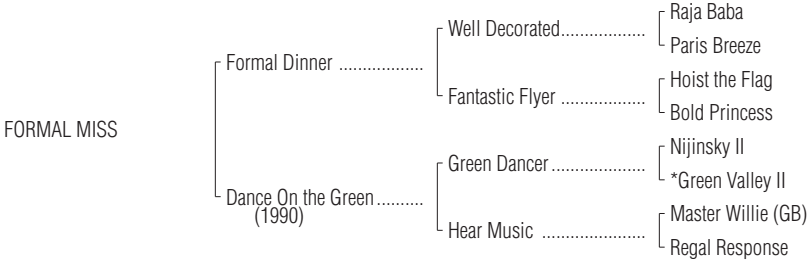 Raja Baba
Well Decorated...................
Paris Breeze
Formal Dinner ..................
Hoist the Flag
Fantastic Flyer ..................
Bold Princess
FORMAL MISS
Nijinsky II
Green Dancer....................
*Green Valley II
Dance On the Green..........
(1990)
Master Willie (GB)
Hear Music ......................
Regal Response